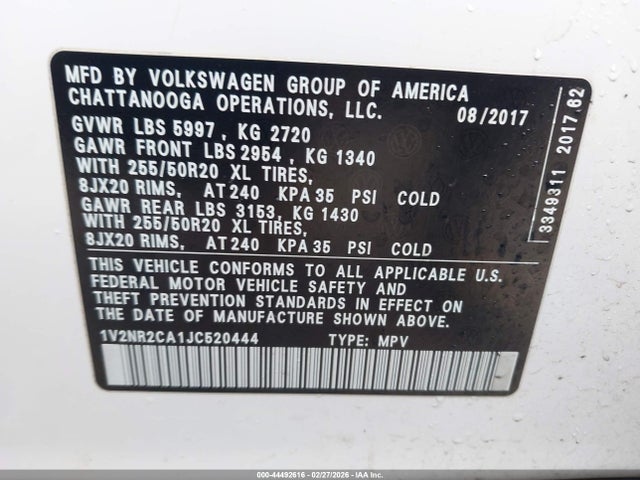 MFD BY VOLKSWAGEN GROUP OF AMERICA
CHATTANOOGA OPERATIONS, LLC. 08/2017
GVWR LBS 5997 , KG 2720
GAWR FRONT LBS 2954 , KG 1340
WITH 255/50R20 XL TIRES,
8JX20 RIMS, AT 240 KPA 35 PSI COLD
GAWR REAR LBS 3153, KG 1430
WITH 255/50R20 XL TIRES,
8JX20 RIMS, AT 240 KPA 35 PSI COLD
THIS VEHICLE CONFORMS TO ALL APPLICABLE U.S.
FEDERAL MOTOR VEHICLE SAFETY AND
THEFT PREVENTION STANDARDS IN EFFECT ON
THE DATE OF MANUFACTURE SHOWN ABOVE.
1V2NR2CA1JC520444 TYPE: MPV
3349311 2017.62
000-44492616 - 02/27/2026 - IAAI.COM